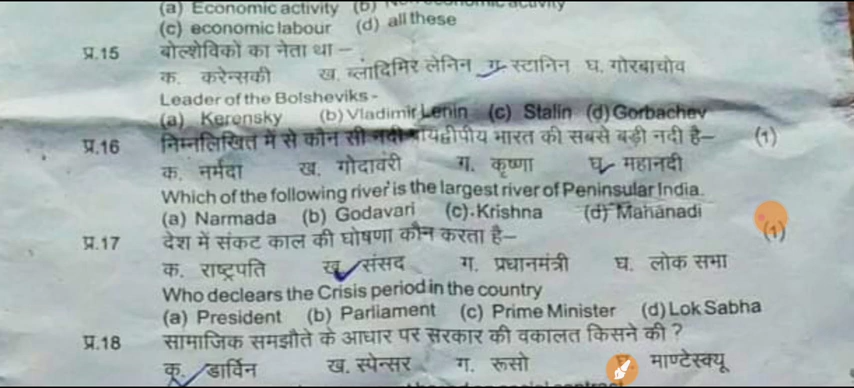 (a) Economic activity (b)
(c) economic labour (d) all these
प्र.15 बोल्शेविकों का नेता था –
क. करेन्सकी ख. ब्लादिमिर लेनिन ग. स्टानिन घ. गोरबाचोव
Leader of the Bolsheviks -
(a) Kerensky (b) Vladimir Lenin (c) Stalin (d) Gorbachev
प्र.16 निम्नलिखित में से कौन सी नदी प्रायद्वीपीय भारत की सबसे बड़ी नदी है– (1)
क. नर्मदा ख. गोदावरी ग. कृष्णा घ. महानदी
Which of the following river is the largest river of Peninsular India.
(a) Narmada (b) Godavari (c) Krishna (d) Mahanadi
प्र.17 देश में संकट काल की घोषणा कौन करता है– (1)
क. राष्ट्रपति ख. संसद ग. प्रधानमंत्री घ. लोक सभा
Who declears the Crisis period in the country
(a) President (b) Parliament (c) Prime Minister (d) Lok Sabha
प्र.18 सामाजिक समझौते के आधार पर सरकार की वकालत किसने की ?
क. डार्विन ख. स्पेन्सर ग. रूसो घ. माण्टेस्क्यू